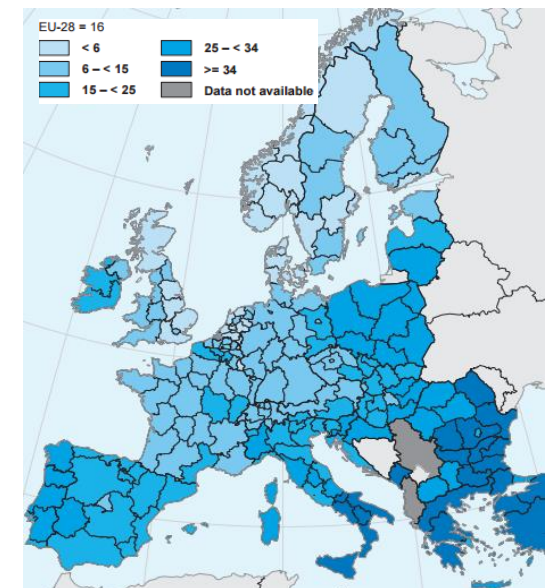 EU-28 = 16
< 6
6 – < 15
15 – < 25
25 – < 34
>= 34
Data not available